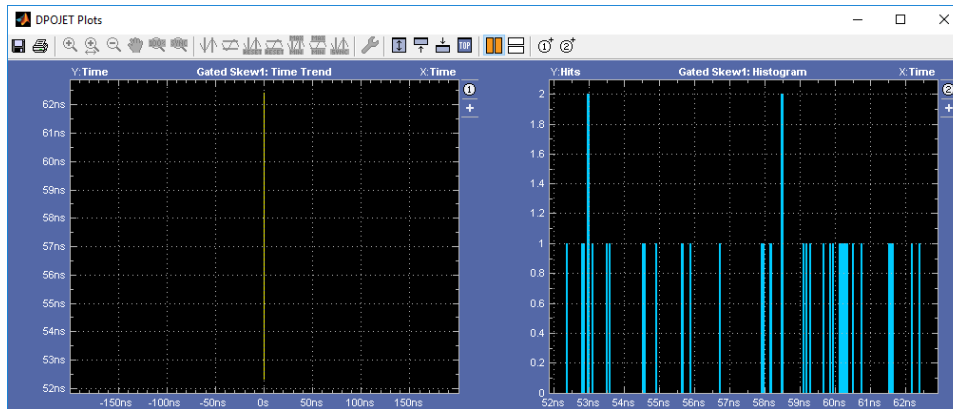 DPOJET Plots
TOP 1+ 2+
Y:Time Gated Skew1: Time Trend X:Time
1
+
62ns
61ns
60ns
59ns
58ns
57ns
56ns
55ns
54ns
53ns
52ns
-150ns -100ns -50ns 0s 50ns 100ns 150ns
Y:Hits Gated Skew1: Histogram X:Time
2
+
2
1.8
1.6
1.4
1.2
1
0.8
0.6
0.4
0.2
0
52ns 53ns 54ns 55ns 56ns 57ns 58ns 59ns 60ns 61ns 62ns